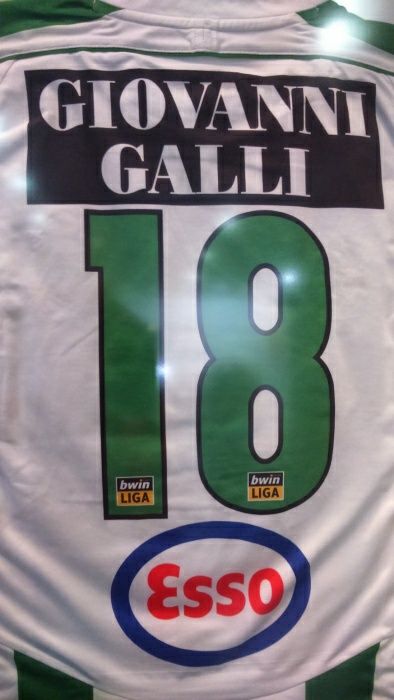 GIOVANNI
GALLI
18
bwin
LIGA
bwin
LIGA
Esso